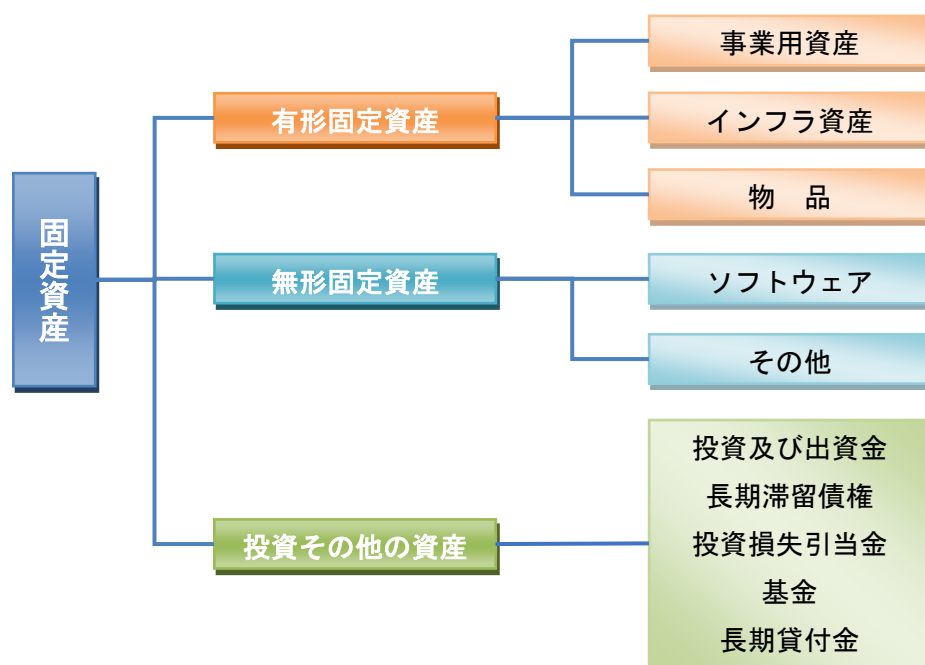 固定資産
有形固定資産
事業用資産
インフラ資産
物　品
無形固定資産
ソフトウェア
その他
投資その他の資産
投資及び出資金
長期滞留債権
投資損失引当金
基金
長期貸付金